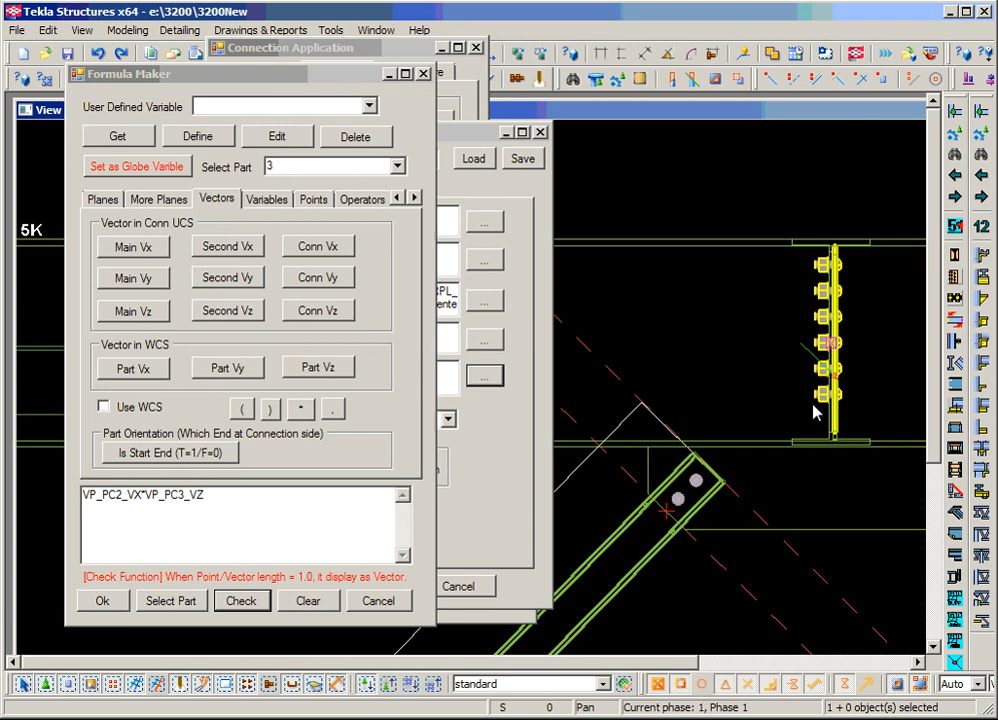 Tekla Structures x64 - e:\3200\3200New
File Edit View Modeling Detailing Drawings & Reports Tools Window Help
Connection Application
Formula Maker
View
User Defined Variable
Get Define Edit Delete
Load Save
Set as Globe Varible Select Part 3
Planes More Planes Vectors Variables Points Operators
5K
12
Vector in Conn UCS
Main Vx Second Vx Conn Vx
Main Vy Second Vy Conn Vy
Main Vz Second Vz Conn Vz
... ... ... ... ...
RPL_
ente
Vector in WCS
Part Vx Part Vy Part Vz
Use WCS ( ) * .
Part Orientation (Which End at Connection side)
Is Start End (T=1/F=0)
VP_PC2_VX*VP_PC3_VZ
[Check Function] When Point/Vector length = 1.0, it display as Vector.
Ok Select Part Check Clear Cancel
Cancel
standard
Auto
S 0 Pan Current phase: 1, Phase 1 1 + 0 object(s) selected